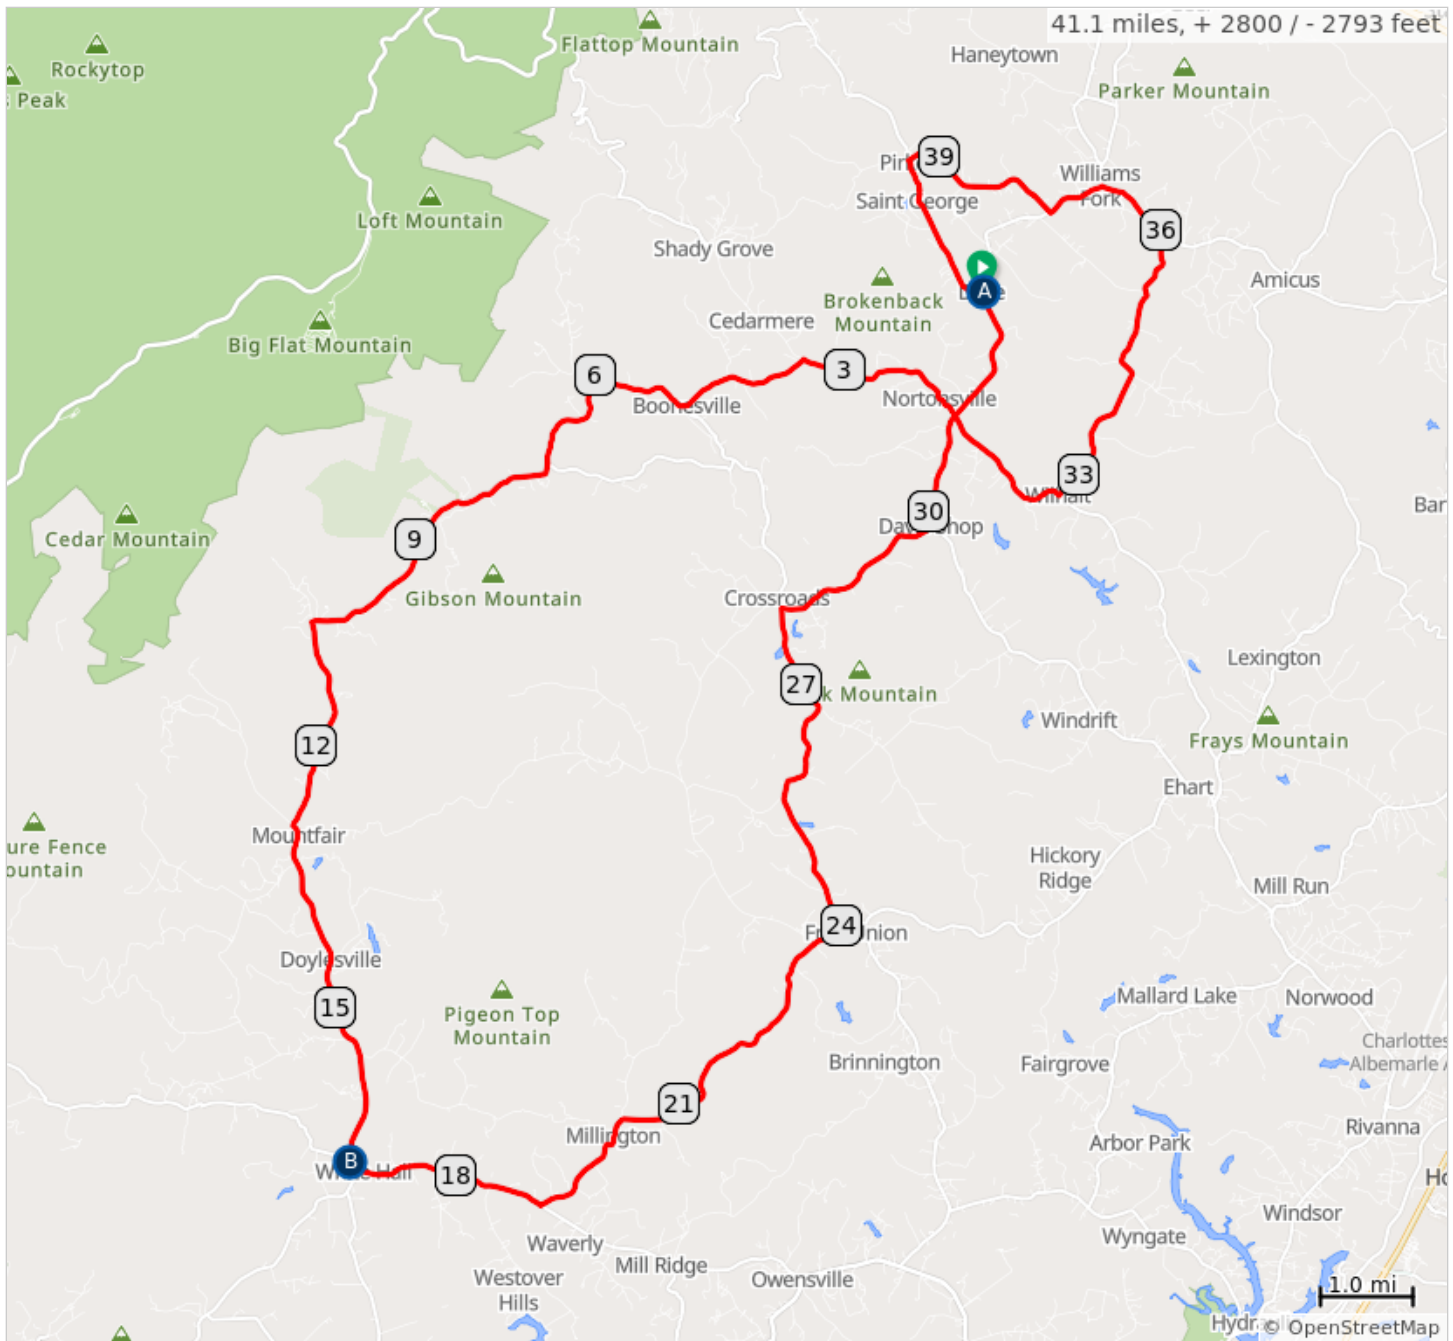 41.1 miles, + 2800 / - 2793 feet
Flattop Mountain
Haneytown
Rockytop
Peak
Parker Mountain
39
Williams
Fork
Saint George
Loft Mountain
36
Shady Grove
Amicus
A
Brokenback
Mountain
Cedarmere
Big Flat Mountain
3
6
Nortonsville
Boonesville
33
Bar
30
Cedar Mountain
9
Gibson Mountain
Crossroads
Lexington
27
k Mountain
Windrift
12
Frays Mountain
Ehart
Mountfair
ure Fence
ountain
Hickory
Ridge
Mill Run
24
Doylesville
15
Mallard Lake
Norwood
Pigeon Top
Mountain
Charlottes
Albemarle
Brinnington
Fairgrove
21
Rivanna
Millington
Arbor Park
B
18
Windsor
Waverly
Wyngate
Mill Ridge
Westover
Hills
Owensville
1.0 mi
© OpenStreetMap